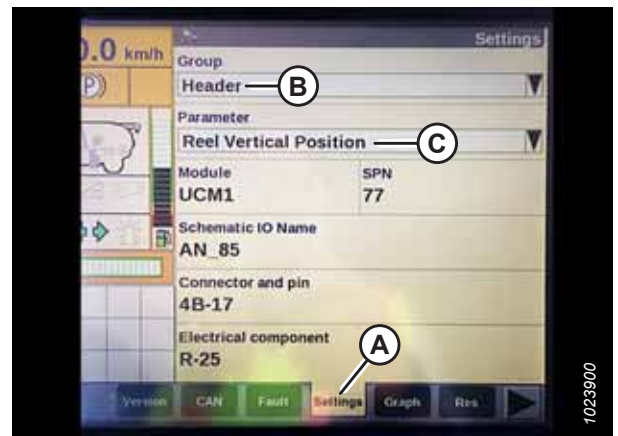 Settings
0.0 km/h
Group
(P)
Header
B
Parameter
Reel Vertical Position
C
Module
SPN
UCM1
77
Schematic IO Name
AN_85
Connector and pin
4B-17
Electrical component
A
R-25
Version
CAN
Fault
Settings
Graph
Res
1023900